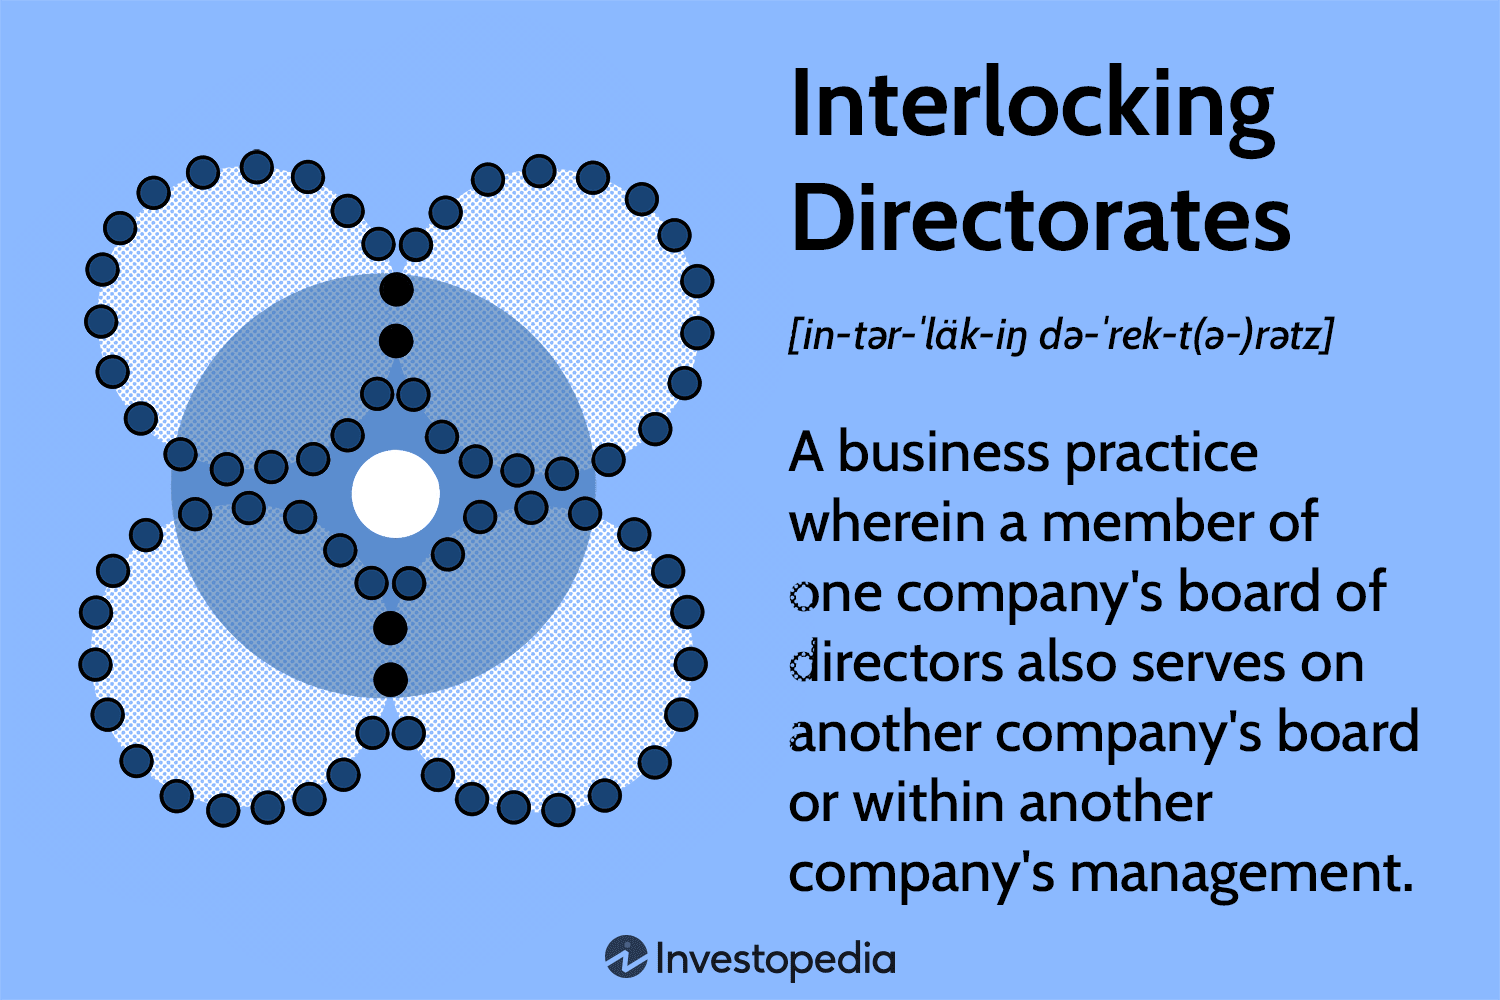 Interlocking
Directorates
[in-tər-ˈläk-iŋ də-ˈrek-t(ə-)rətz]
A business practice
wherein a member of
one company's board of
directors also serves on
another company's board
or within another
company's management.
Investopedia